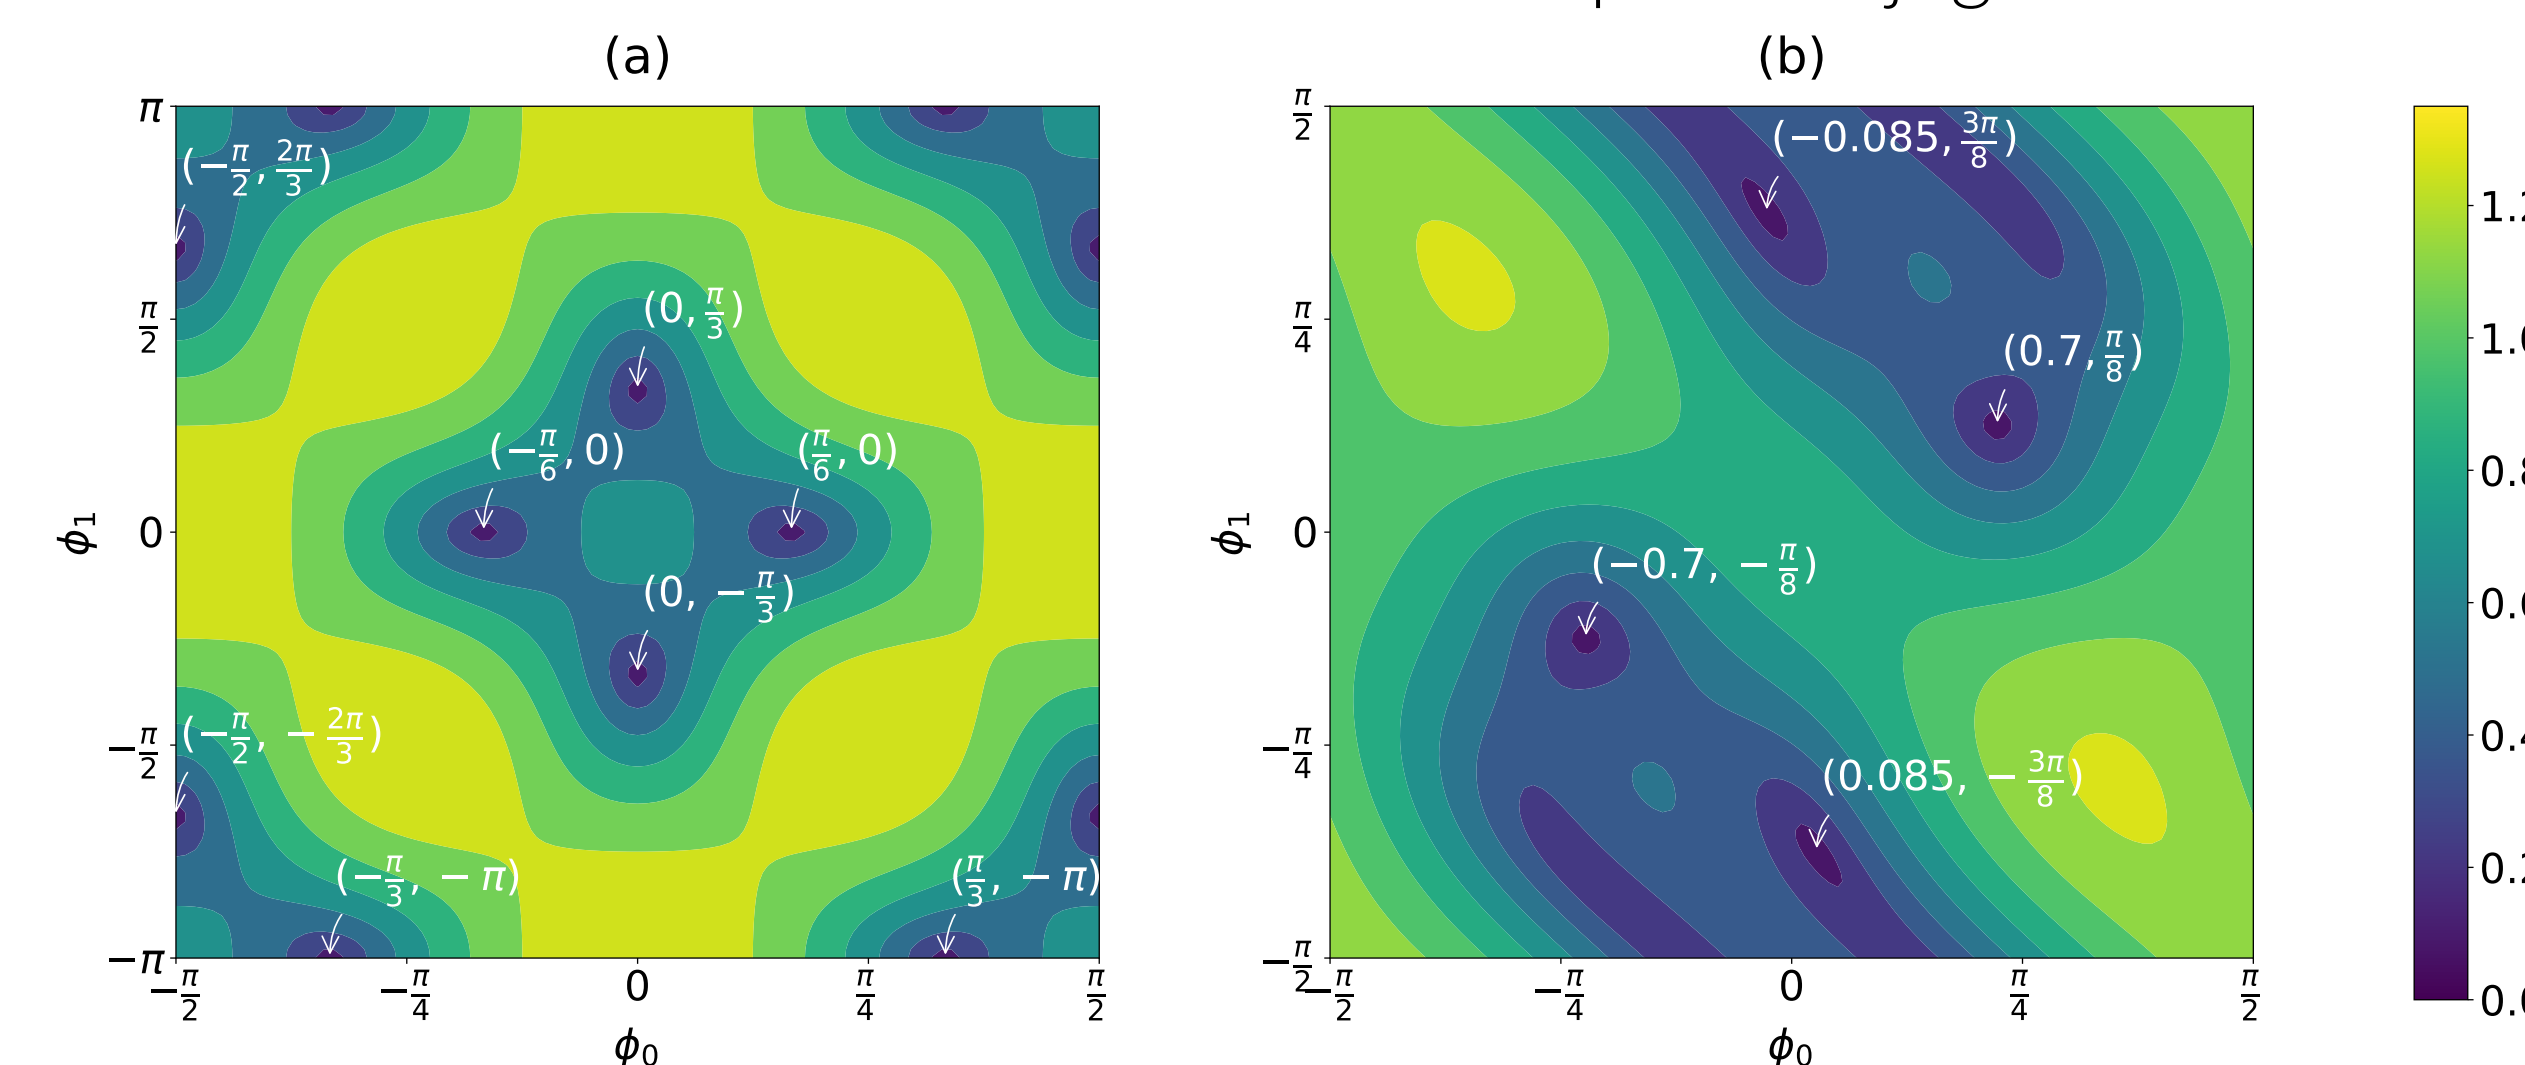 (a)
(b)
π
π/2
0
−π/2
−π
ϕ₁
(−π/2, 2π/3)
(0, π/3)
(−π/6, 0)
(π/6, 0)
(0, −π/3)
(−π/2, −2π/3)
(−π/3, −π)
(π/3, −π)
−π/2
−π/4
0
π/4
π/2
ϕ₀
π/2
π/4
0
−π/4
−π/2
ϕ₁
(−0.085, 3π/8)
(0.7, π/8)
(−0.7, −π/8)
(0.085, −3π/8)
−π/2
−π/4
0
π/4
π/2
ϕ₀